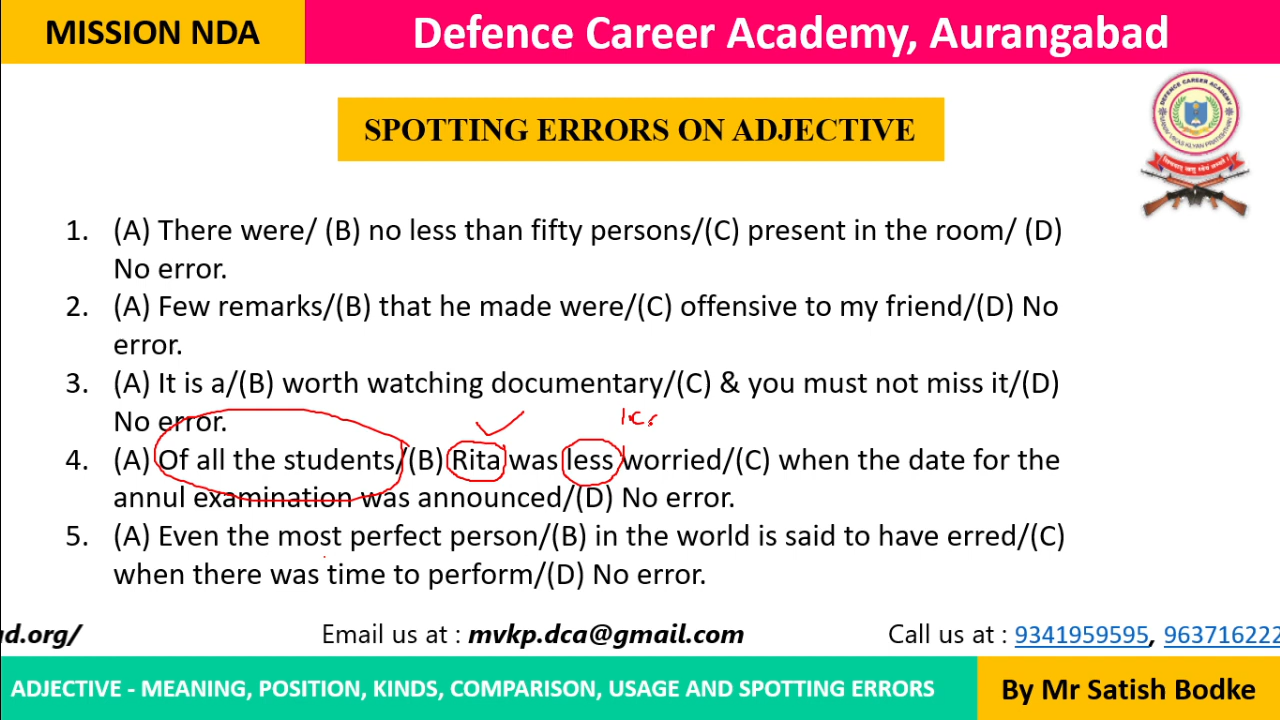 MISSION NDA
Defence Career Academy, Aurangabad
SPOTTING ERRORS ON ADJECTIVE
1. (A) There were/ (B) no less than fifty persons/(C) present in the room/ (D)
No error.
2. (A) Few remarks/(B) that he made were/(C) offensive to my friend/(D) No
error.
3. (A) It is a/(B) worth watching documentary/(C) & you must not miss it/(D)
No error.
4. (A) Of all the students/(B) Rita was less worried/(C) when the date for the
annul examination was announced/(D) No error.
5. (A) Even the most perfect person/(B) in the world is said to have erred/(C)
when there was time to perform/(D) No error.
gd.org/ Email us at : mvkp.dca@gmail.com Call us at : 9341959595, 963716222
ADJECTIVE - MEANING, POSITION, KINDS, COMPARISON, USAGE AND SPOTTING ERRORS
By Mr Satish Bodke